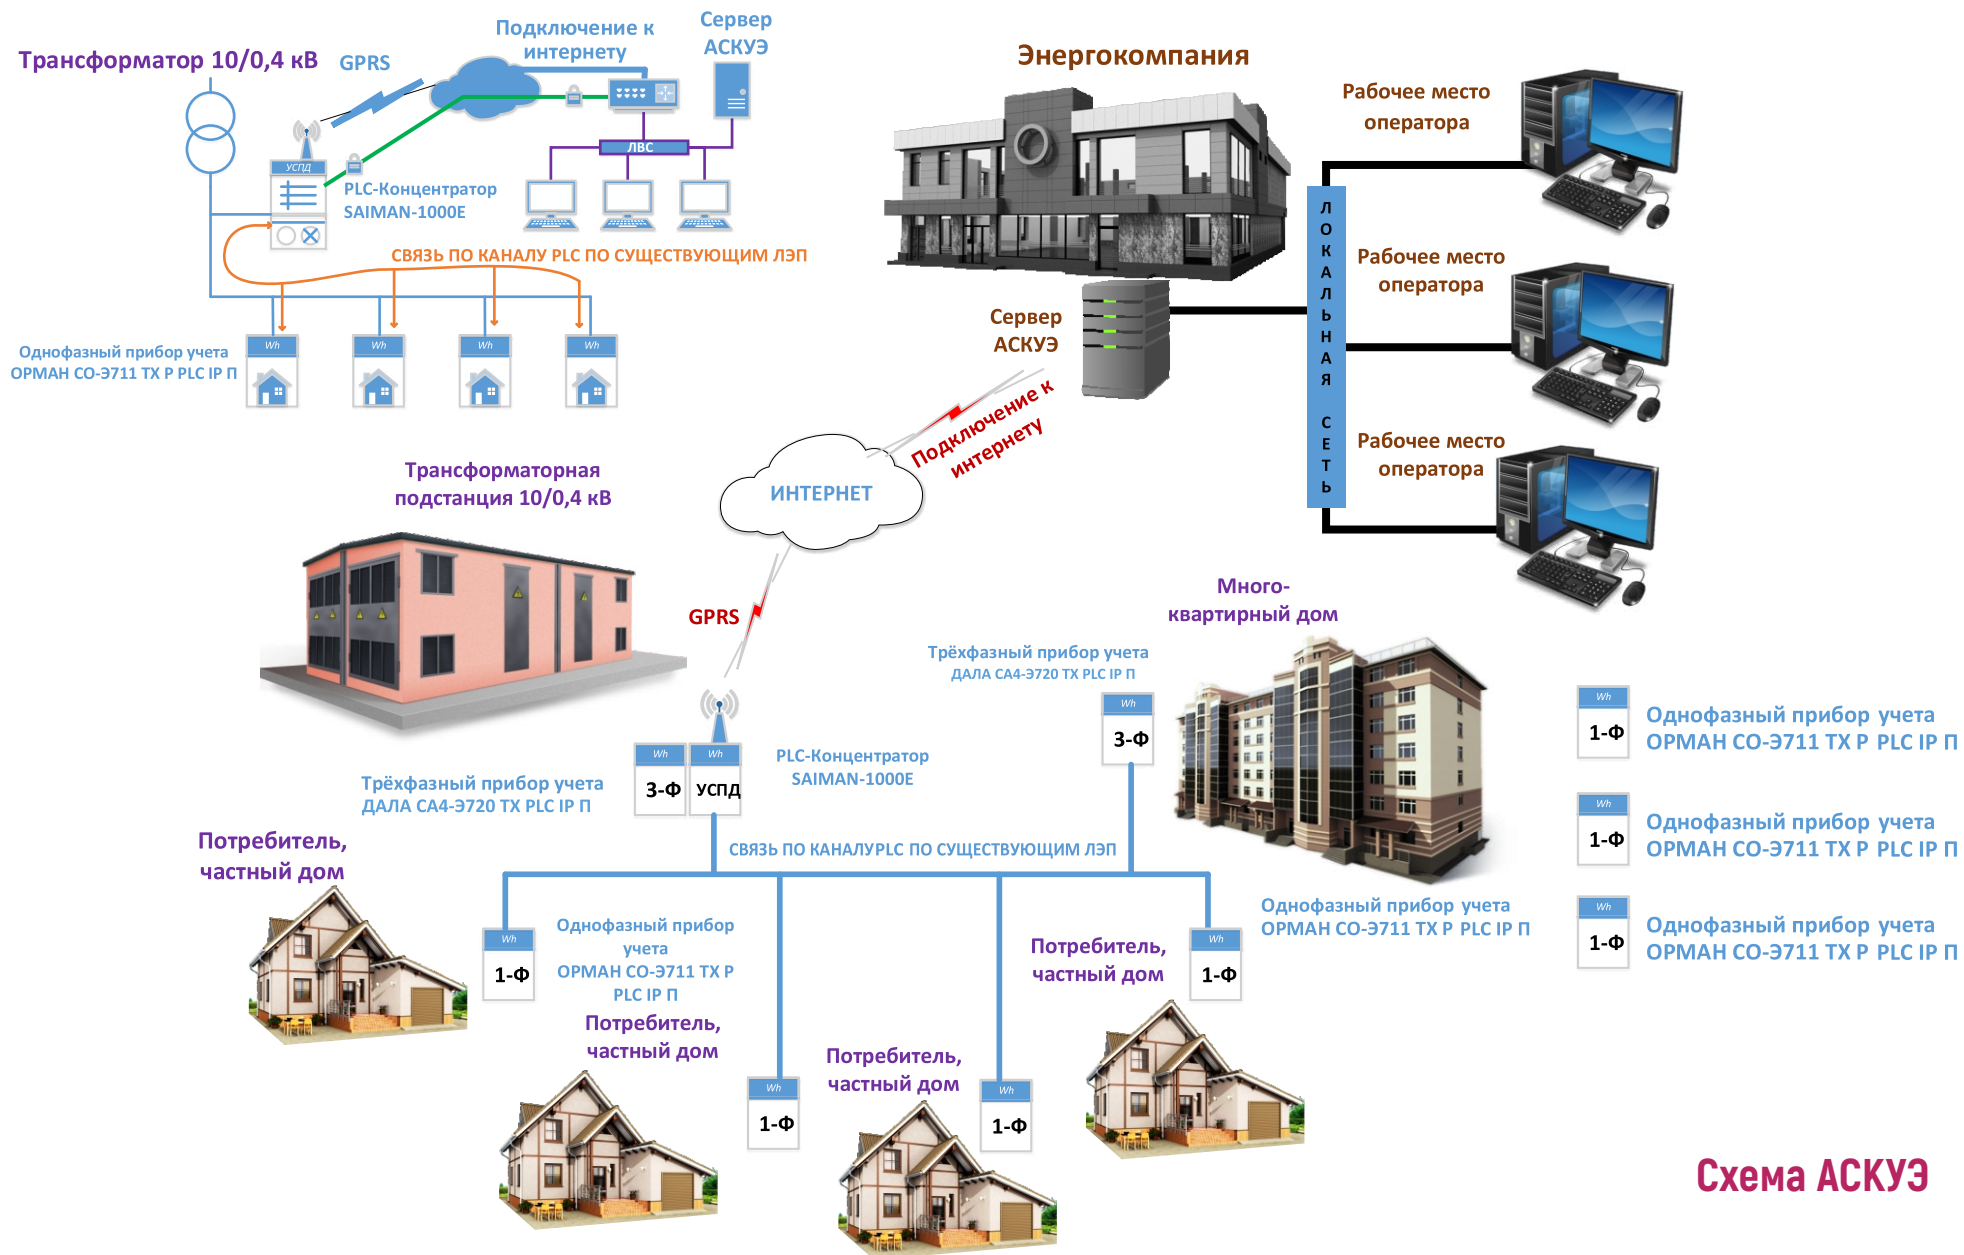 Трансформатор 10/0,4 кВ
GPRS
Подключение к
интернету
Сервер
АСКУЭ
ЛВС
УСПД
PLC-Концентратор
SAIMAN-1000E
СВЯЗЬ ПО КАНАЛУ PLC ПО СУЩЕСТВУЮЩИМ ЛЭП
Wh
Wh
Wh
Wh
Однофазный прибор учета
ОРМАН СО-Э711 ТХ Р PLC IP П
Энергокомпания
Сервер
АСКУЭ
Рабочее место
оператора
Рабочее место
оператора
Рабочее место
оператора
ЛОКАЛЬНАЯ СЕТЬ
Подключение к
интернету
ИНТЕРНЕТ
GPRS
Трансформаторная
подстанция 10/0,4 кВ
Wh
3-Ф
Wh
УСПД
PLC-Концентратор
SAIMAN-1000E
Трёхфазный прибор учета
ДАЛА СА4-Э720 ТХ PLC IP П
Много-
квартирный дом
Трёхфазный прибор учета
ДАЛА СА4-Э720 ТХ PLC IP П
Wh
3-Ф
Wh
1-Ф
Однофазный прибор учета
ОРМАН СО-Э711 ТХ Р PLC IP П
Wh
1-Ф
Однофазный прибор учета
ОРМАН СО-Э711 ТХ Р PLC IP П
Wh
1-Ф
Однофазный прибор учета
ОРМАН СО-Э711 ТХ Р PLC IP П
СВЯЗЬ ПО КАНАЛУ PLC ПО СУЩЕСТВУЮЩИМ ЛЭП
Потребитель,
частный дом
Wh
1-Ф
Однофазный прибор
учета
ОРМАН СО-Э711 ТХ Р
PLC IP П
Потребитель,
частный дом
Wh
1-Ф
Потребитель,
частный дом
Wh
1-Ф
Потребитель,
частный дом
Wh
1-Ф
Однофазный прибор учета
ОРМАН СО-Э711 ТХ Р PLC IP П
Схема АСКУЭ